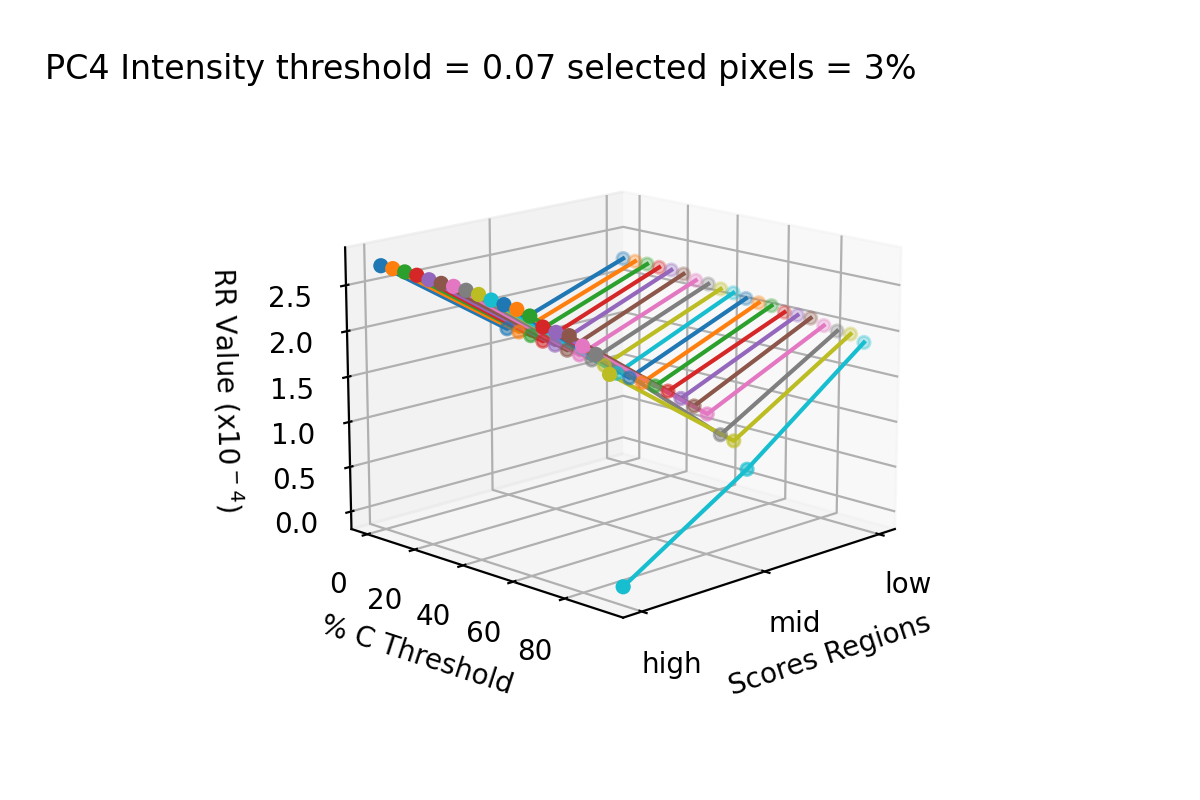 PC4 Intensity threshold = 0.07 selected pixels = 3%
RR Value (x10⁻⁴)
2.5
2.0
1.5
1.0
0.5
0.0
0
20
40
60
80
% C Threshold
high
mid
low
Scores Regions